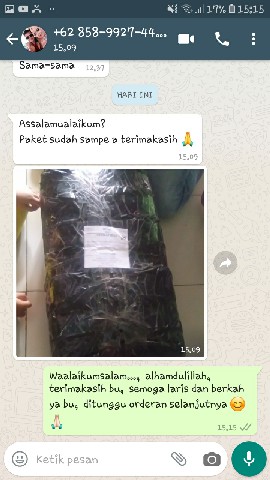 17% 15:15
+62 858-9927-44...
15.09
Sama-sama 12.37
HARI INI
Assalamualaikum?
Paket sudah sampe a terimakasih 🙏
15.09
15.09
Waalaikumsalam...,, alhamdulillah,
terimakasih bu, semoga laris dan berkah
ya bu, ditunggu orderan selanjutnya 😊
🙏
15.15
Ketik pesan